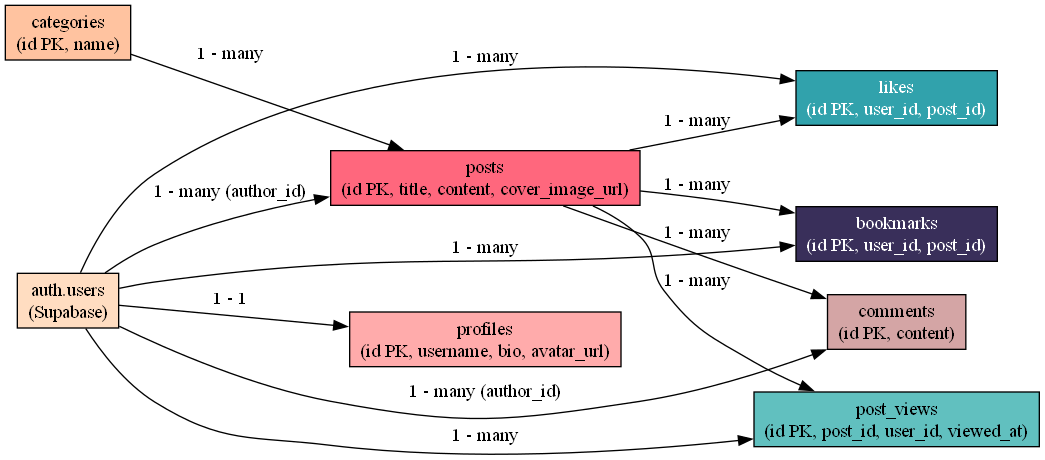 categories
(id PK, name)
1 - many
1 - many
likes
(id PK, user_id, post_id)
1 - many
posts
(id PK, title, content, cover_image_url)
1 - many (author_id)
1 - many
bookmarks
(id PK, user_id, post_id)
1 - many
1 - many
auth.users
(Supabase)
1 - 1
1 - many
comments
(id PK, content)
profiles
(id PK, username, bio, avatar_url)
1 - many (author_id)
post_views
(id PK, post_id, user_id, viewed_at)
1 - many